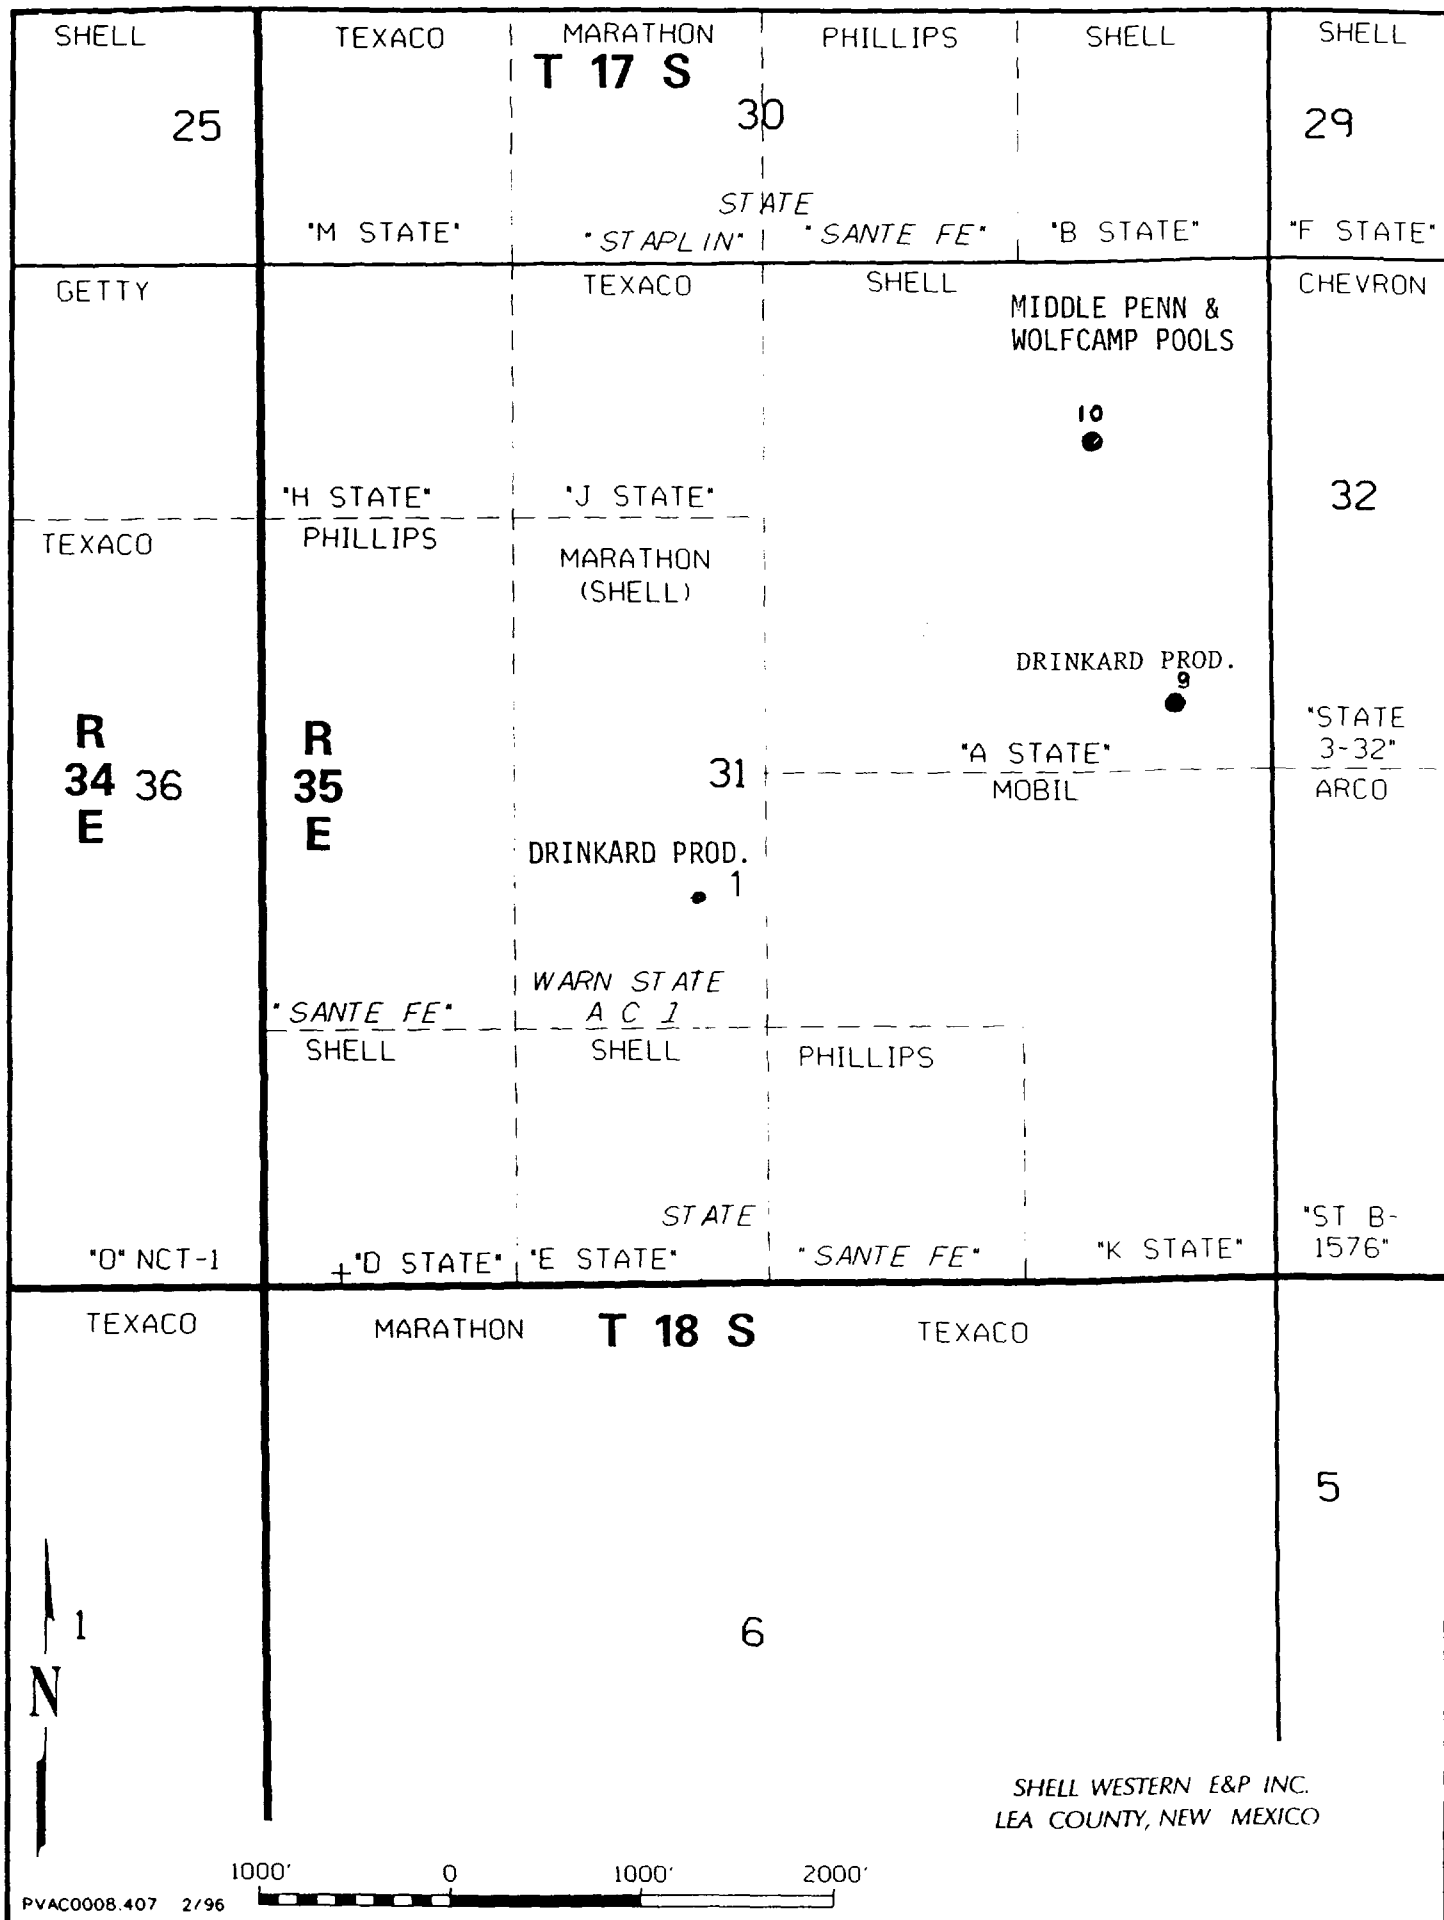 SHELL
TEXACO
MARATHON
PHILLIPS
SHELL
SHELL
T 17 S
25
30
29
STATE
"M STATE"
"STAPLIN"
"SANTE FE"
"B STATE"
"F STATE"
GETTY
TEXACO
SHELL
CHEVRON
MIDDLE PENN &
WOLFCAMP POOLS
10
"H STATE"
"J STATE"
32
TEXACO
PHILLIPS
MARATHON
(SHELL)
DRINKARD PROD.
9
R
34 36
E
R
35
E
31
"A STATE"
MOBIL
"STATE
3-32"
ARCO
DRINKARD PROD.
1
WARN STATE
A C 1
"SANTE FE"
SHELL
SHELL
PHILLIPS
STATE
"O" NCT-1
"D STATE"
"E STATE"
"SANTE FE"
"K STATE"
"ST B-
1576"
TEXACO
MARATHON
T 18 S
TEXACO
5
1
6
N
SHELL WESTERN E&P INC.
LEA COUNTY, NEW MEXICO
1000' 0 1000' 2000'
PVAC0008.407 2/96